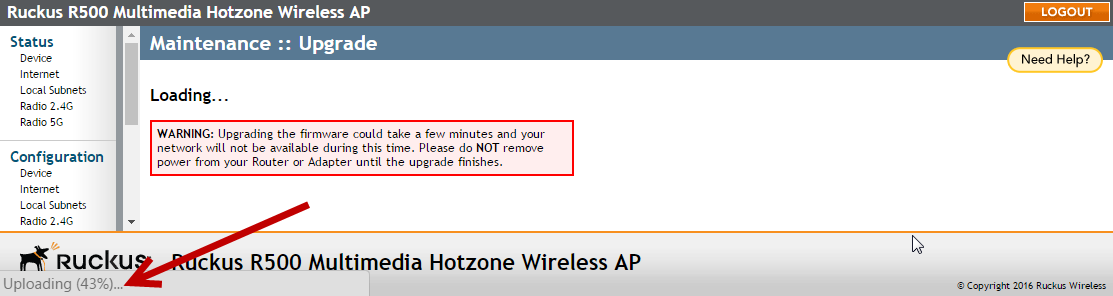 Ruckus R500 Multimedia Hotzone Wireless AP
LOGOUT
Status
Device
Internet
Local Subnets
Radio 2.4G
Radio 5G
Configuration
Device
Internet
Local Subnets
Radio 2.4G
Maintenance :: Upgrade
Need Help?
Loading...
WARNING: Upgrading the firmware could take a few minutes and your
network will not be available during this time. Please do NOT remove
power from your Router or Adapter until the upgrade finishes.
Ruckus
Ruckus R500 Multimedia Hotzone Wireless AP
Uploading (43%)...
© Copyright 2016 Ruckus Wireless